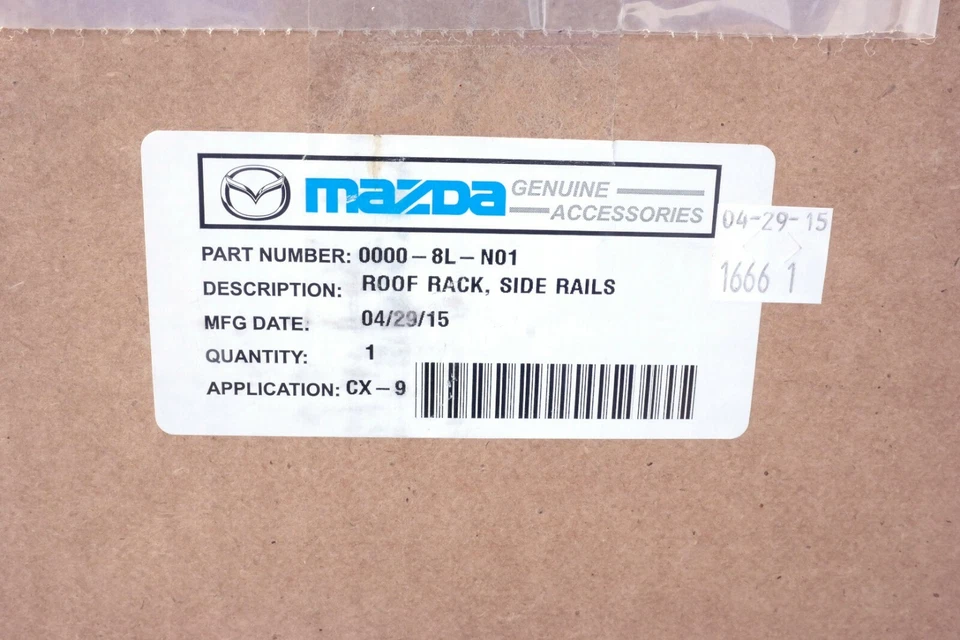 mazda GENUINE ACCESSORIES
PART NUMBER: 0000-8L-N01
DESCRIPTION: ROOF RACK, SIDE RAILS
MFG DATE: 04/29/15
QUANTITY: 1
APPLICATION: CX-9
04-29-15
1666 1